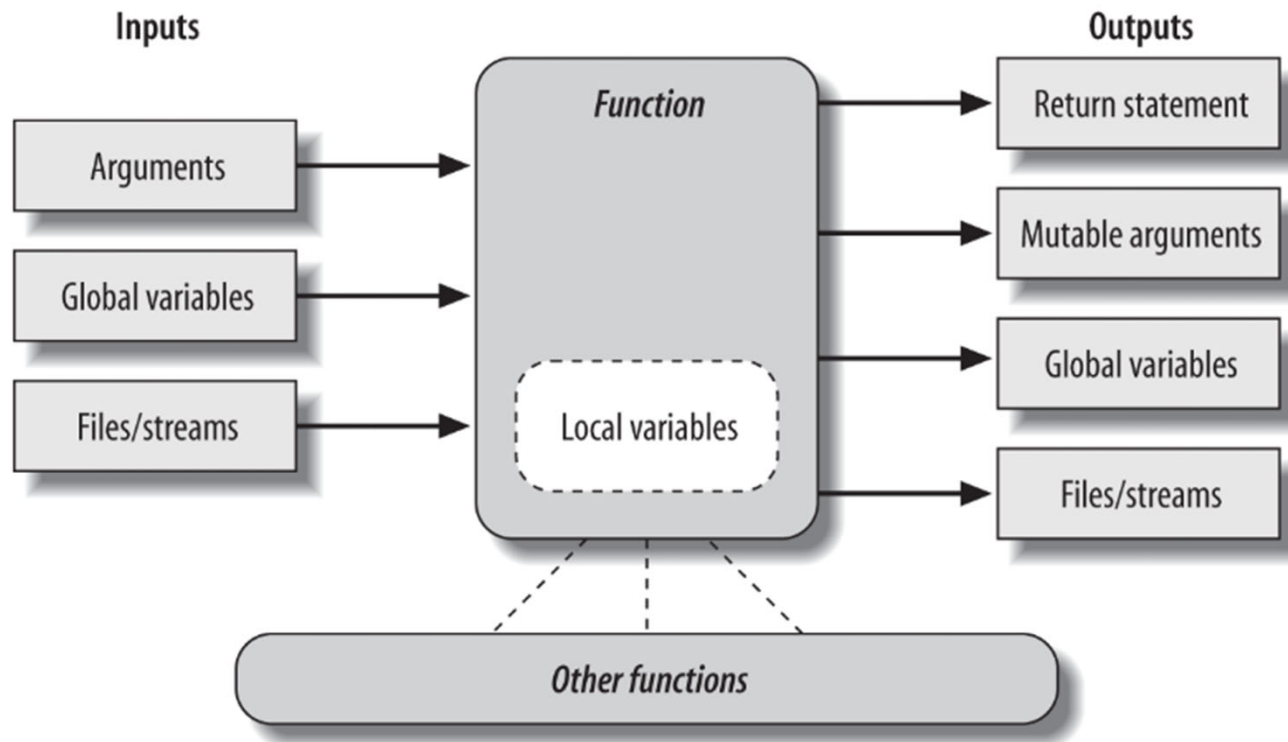 Inputs
Outputs
Function
Return statement
Arguments
Mutable arguments
Global variables
Global variables
Files/streams
Local variables
Files/streams
Other functions